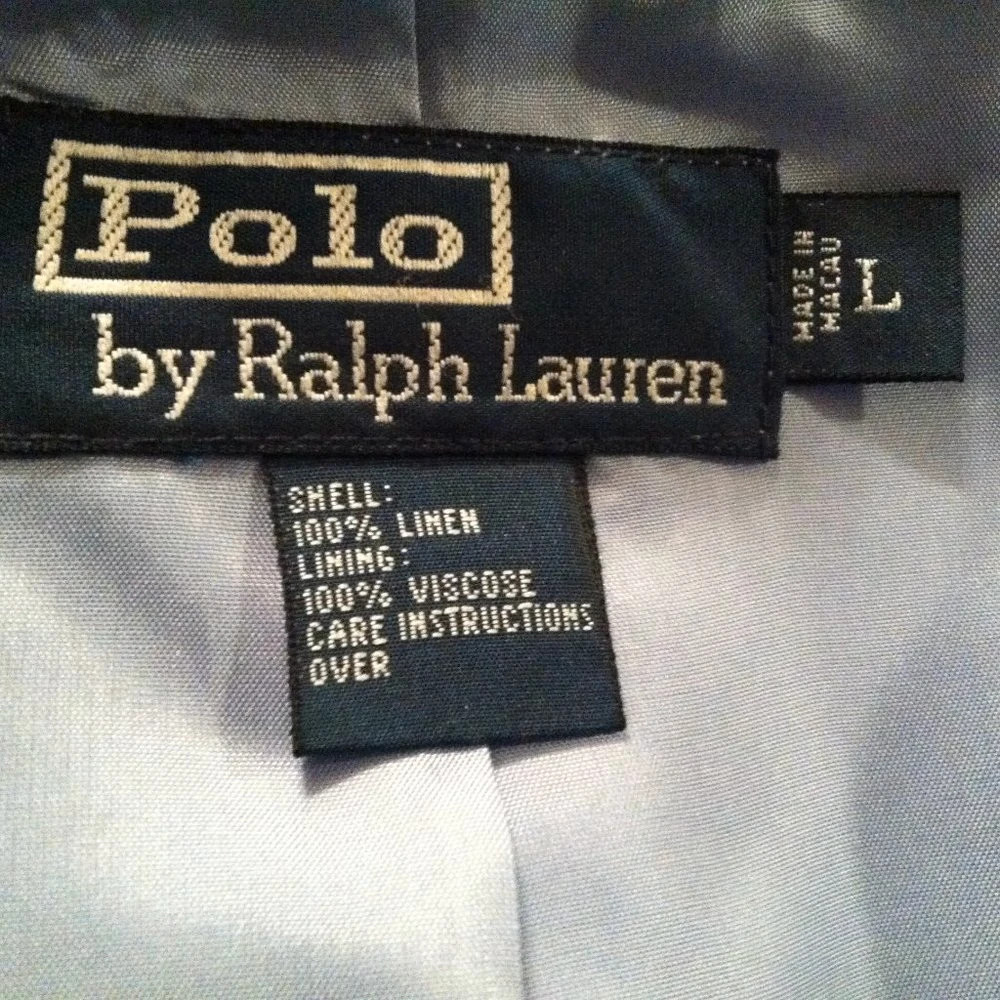 Polo
by Ralph Lauren
MADE IN
MACAU
L
SHELL:
100% LINEN
LINING:
100% VISCOSE
CARE INSTRUCTIONS
OVER